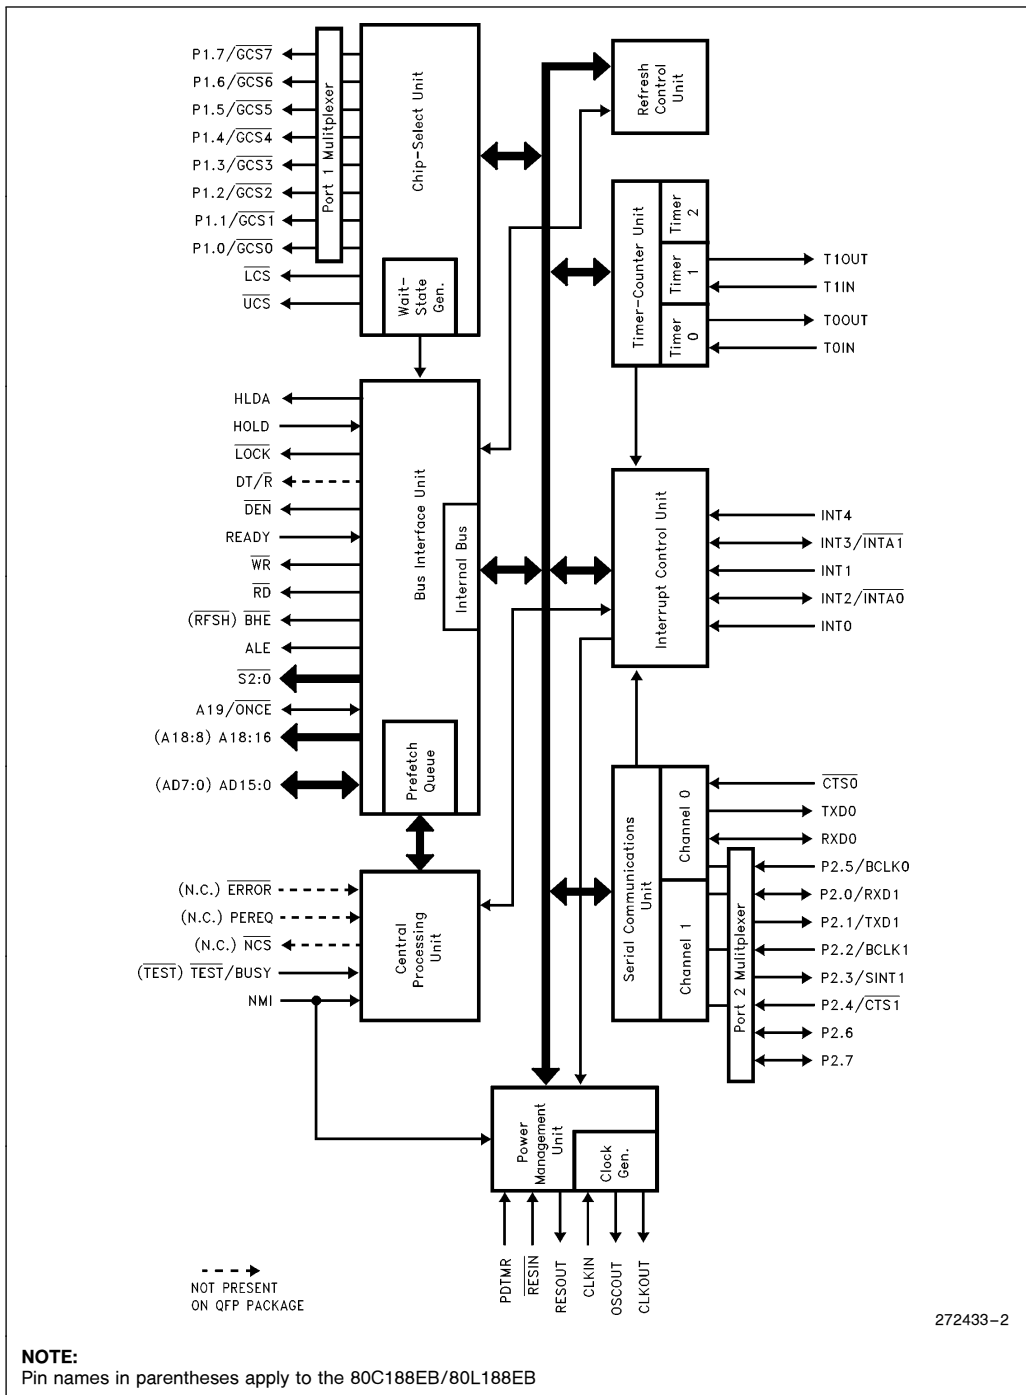 P1.7/GCS7
P1.6/GCS6
P1.5/GCS5
P1.4/GCS4
P1.3/GCS3
P1.2/GCS2
P1.1/GCS1
P1.0/GCS0
LCS
UCS
Port 1 Mulitplexer
Chip-Select Unit
Wait-
State
Gen.
Refresh
Control
Unit
Timer-Counter Unit
Timer
2
Timer
1
Timer
0
T1OUT
T1IN
T0OUT
T0IN
HLDA
HOLD
LOCK
DT/R
DEN
READY
WR
RD
(RFSH) BHE
ALE
S2:0
A19/ONCE
(A18:8) A18:16
(AD7:0) AD15:0
Bus Interface Unit
Internal Bus
Prefetch
Queue
Interrupt Control Unit
INT4
INT3/INTA1
INT1
INT2/INTA0
INT0
(N.C.) ERROR
(N.C.) PEREQ
(N.C.) NCS
(TEST) TEST/BUSY
NMI
Central
Processing
Unit
Serial Communications
Unit
Channel 0
Channel 1
Port 2 Mulitplexer
CTS0
TXD0
RXD0
P2.5/BCLK0
P2.0/RXD1
P2.1/TXD1
P2.2/BCLK1
P2.3/SINT1
P2.4/CTS1
P2.6
P2.7
Power
Management
Unit
Clock
Gen.
PDTMR
RESIN
RESOUT
CLKIN
OSCOUT
CLKOUT
NOT PRESENT
ON QFP PACKAGE
272433-2
NOTE:
Pin names in parentheses apply to the 80C188EB/80L188EB